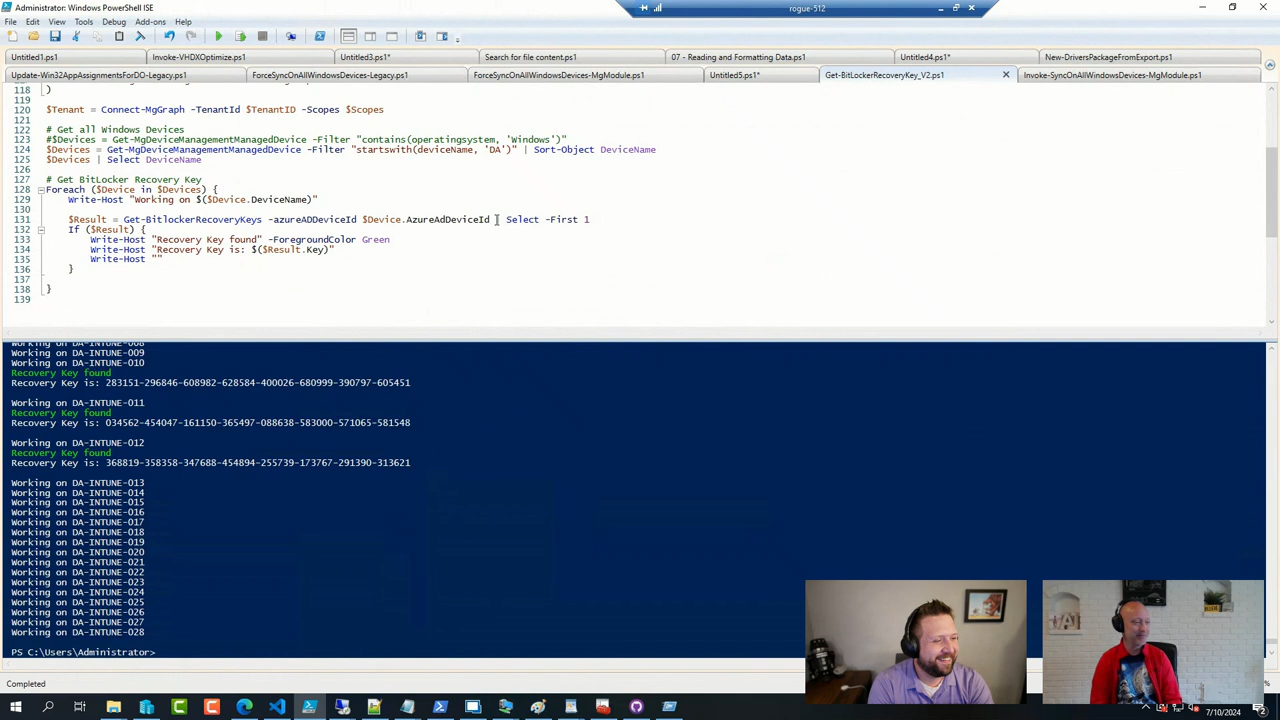 Administrator: Windows PowerShell ISE
rogue-512
File Edit View Tools Debug Add-ons Help
Untitled1.ps1 Invoke-VHDXOptimize.ps1 Untitled3.ps1* Search for file content.ps1 07 - Reading and Formatting Data.ps1 Untitled4.ps1* New-DriversPackageFromExport.ps1
Update-Win32AppAssignmentsForDO-Legacy.ps1 ForceSyncOnAllWindowsDevices-Legacy.ps1 ForceSyncOnAllWindowsDevices-MgModule.ps1 Untitled5.ps1* Get-BitLockerRecoveryKey_V2.ps1 Invoke-SyncOnAllWindowsDevices-MgModule.ps1
118 )
119
120 $Tenant = Connect-MgGraph -TenantId $TenantID -Scopes $Scopes
121
122 # Get all Windows Devices
123 #$Devices = Get-MgDeviceManagementManagedDevice -Filter "contains(operatingsystem, 'Windows')"
124 $Devices = Get-MgDeviceManagementManagedDevice -Filter "startswith(deviceName, 'DA')" | Sort-Object DeviceName
125 $Devices | Select DeviceName
126
127 # Get BitLocker Recovery Key
128 Foreach ($Device in $Devices) {
129 Write-Host "Working on $($Device.DeviceName)"
130
131 $Result = Get-BitlockerRecoveryKeys -azureADDeviceId $Device.AzureAdDeviceId | Select -First 1
132 If ($Result) {
133 Write-Host "Recovery Key found" -ForegroundColor Green
134 Write-Host "Recovery Key is: $($Result.Key)"
135 Write-Host ""
136 }
137
138 }
139
Working on DA-INTUNE-008
Working on DA-INTUNE-009
Working on DA-INTUNE-010
Recovery Key found
Recovery Key is: 283151-296846-608982-628584-400026-680999-390797-605451
Working on DA-INTUNE-011
Recovery Key found
Recovery Key is: 034562-454047-161150-365497-088638-583000-571065-581548
Working on DA-INTUNE-012
Recovery Key found
Recovery Key is: 368819-358358-347688-454894-255739-173767-291390-313621
Working on DA-INTUNE-013
Working on DA-INTUNE-014
Working on DA-INTUNE-015
Working on DA-INTUNE-016
Working on DA-INTUNE-017
Working on DA-INTUNE-018
Working on DA-INTUNE-019
Working on DA-INTUNE-020
Working on DA-INTUNE-021
Working on DA-INTUNE-022
Working on DA-INTUNE-023
Working on DA-INTUNE-024
Working on DA-INTUNE-025
Working on DA-INTUNE-026
Working on DA-INTUNE-027
Working on DA-INTUNE-028
PS C:\Users\Administrator>
Completed
7/10/2024